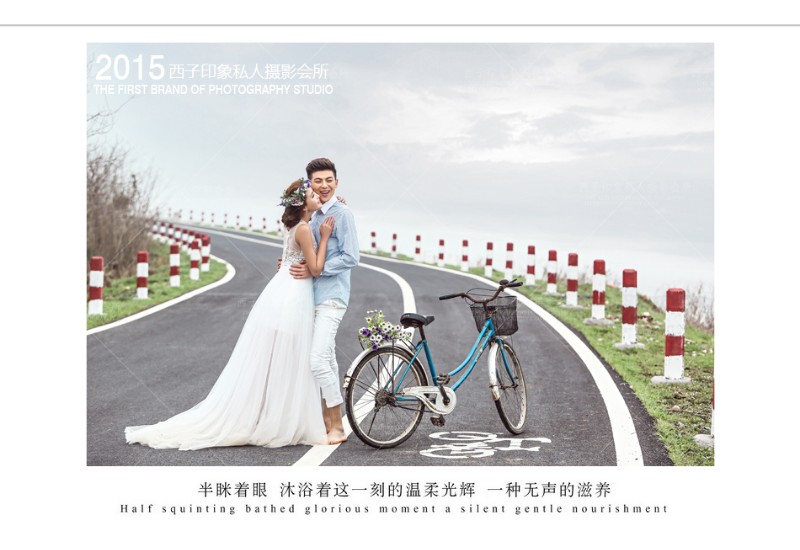 2015 西子印象私人摄影会所
THE FIRST BRAND OF PHOTOGRAPHY STUDIO
半眯着眼 沐浴着这一刻的温柔光辉 一种无声的滋养
Half squinting bathed glorious moment a silent gentle nourishment